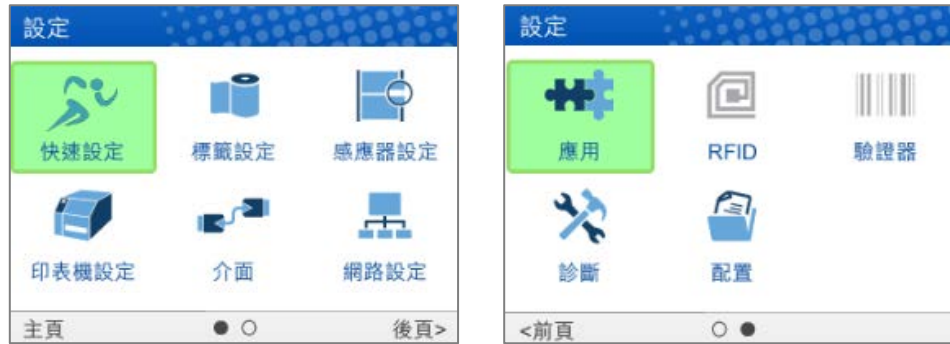 設定
快速設定
標籤設定
感應器設定
印表機設定
介面
網路設定
主頁
後頁>
設定
應用
RFID
驗證器
診斷
配置
<前頁